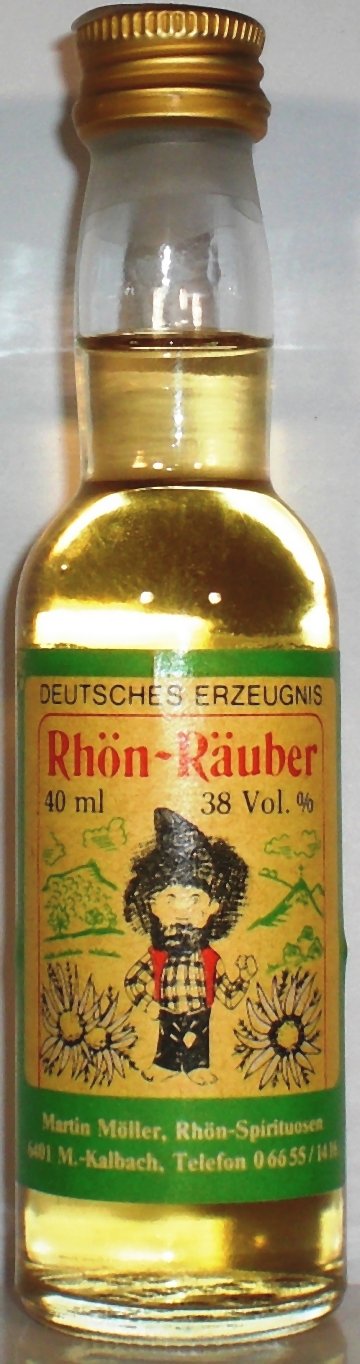 DEUTSCHES ERZEUGNIS
Rhön-Räuber
40 ml 38 Vol. %
Martin Möller, Rhön-Spirituosen
6401 M.-Kalbach, Telefon 0 66 55 /